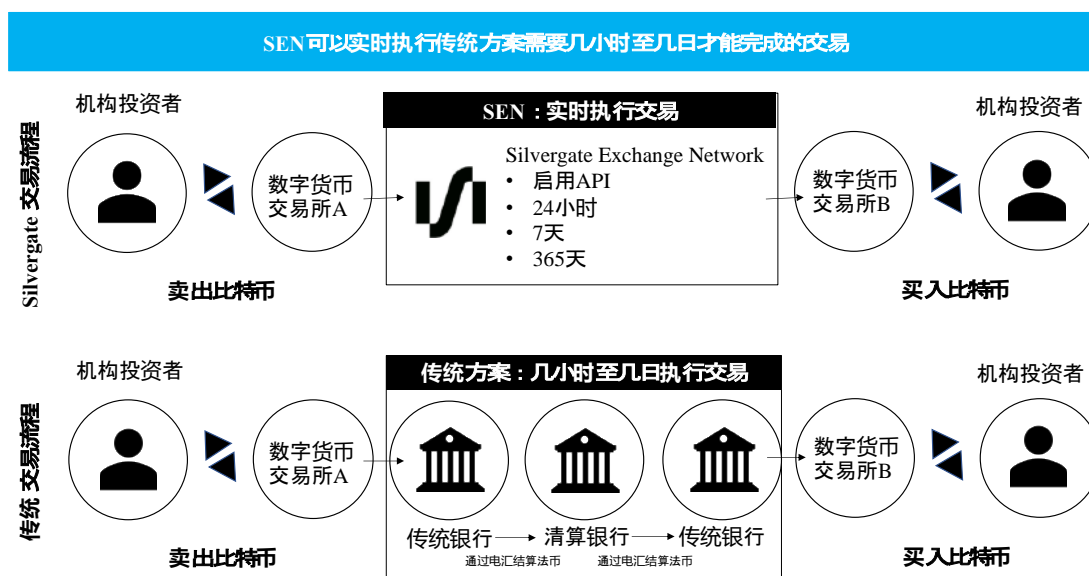 SEN可以实时执行传统方案需要几小时至几日才能完成的交易
Silvergate 交易流程
机构投资者
数字货币
交易所A
卖出比特币
SEN：实时执行交易
Silvergate Exchange Network
• 启用API
• 24小时
• 7天
• 365天
数字货币
交易所B
机构投资者
买入比特币
传统 交易流程
机构投资者
数字货币
交易所A
卖出比特币
传统方案：几小时至几日执行交易
传统银行
清算银行
传统银行
通过电汇结算法币
通过电汇结算法币
数字货币
交易所B
机构投资者
买入比特币